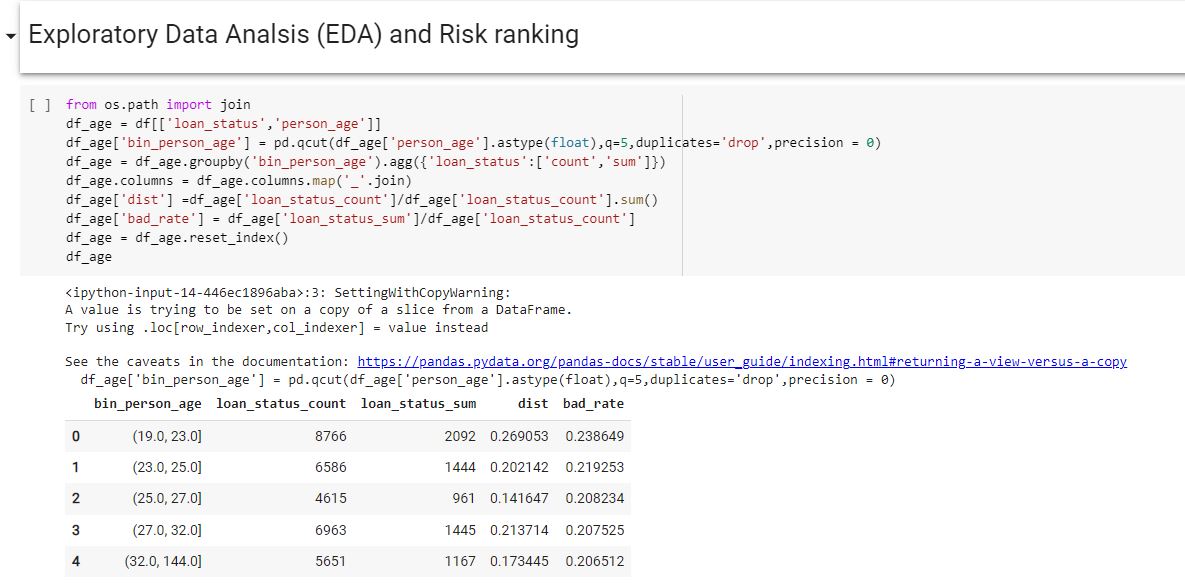 Exploratory Data Analsis (EDA) and Risk ranking
[ ] from os.path import join
df_age = df[['loan_status','person_age']]
df_age['bin_person_age'] = pd.qcut(df_age['person_age'].astype(float),q=5,duplicates='drop',precision = 0)
df_age = df_age.groupby('bin_person_age').agg({'loan_status':['count','sum']})
df_age.columns = df_age.columns.map('_'.join)
df_age['dist'] =df_age['loan_status_count']/df_age['loan_status_count'].sum()
df_age['bad_rate'] = df_age['loan_status_sum']/df_age['loan_status_count']
df_age = df_age.reset_index()
df_age
<ipython-input-14-446ec1896aba>:3: SettingWithCopyWarning:
A value is trying to be set on a copy of a slice from a DataFrame.
Try using .loc[row_indexer,col_indexer] = value instead
See the caveats in the documentation: https://pandas.pydata.org/pandas-docs/stable/user_guide/indexing.html#returning-a-view-versus-a-copy
df_age['bin_person_age'] = pd.qcut(df_age['person_age'].astype(float),q=5,duplicates='drop',precision = 0)
bin_person_age loan_status_count loan_status_sum dist bad_rate
0 (19.0, 23.0] 8766 2092 0.269053 0.238649
1 (23.0, 25.0] 6586 1444 0.202142 0.219253
2 (25.0, 27.0] 4615 961 0.141647 0.208234
3 (27.0, 32.0] 6963 1445 0.213714 0.207525
4 (32.0, 144.0] 5651 1167 0.173445 0.206512